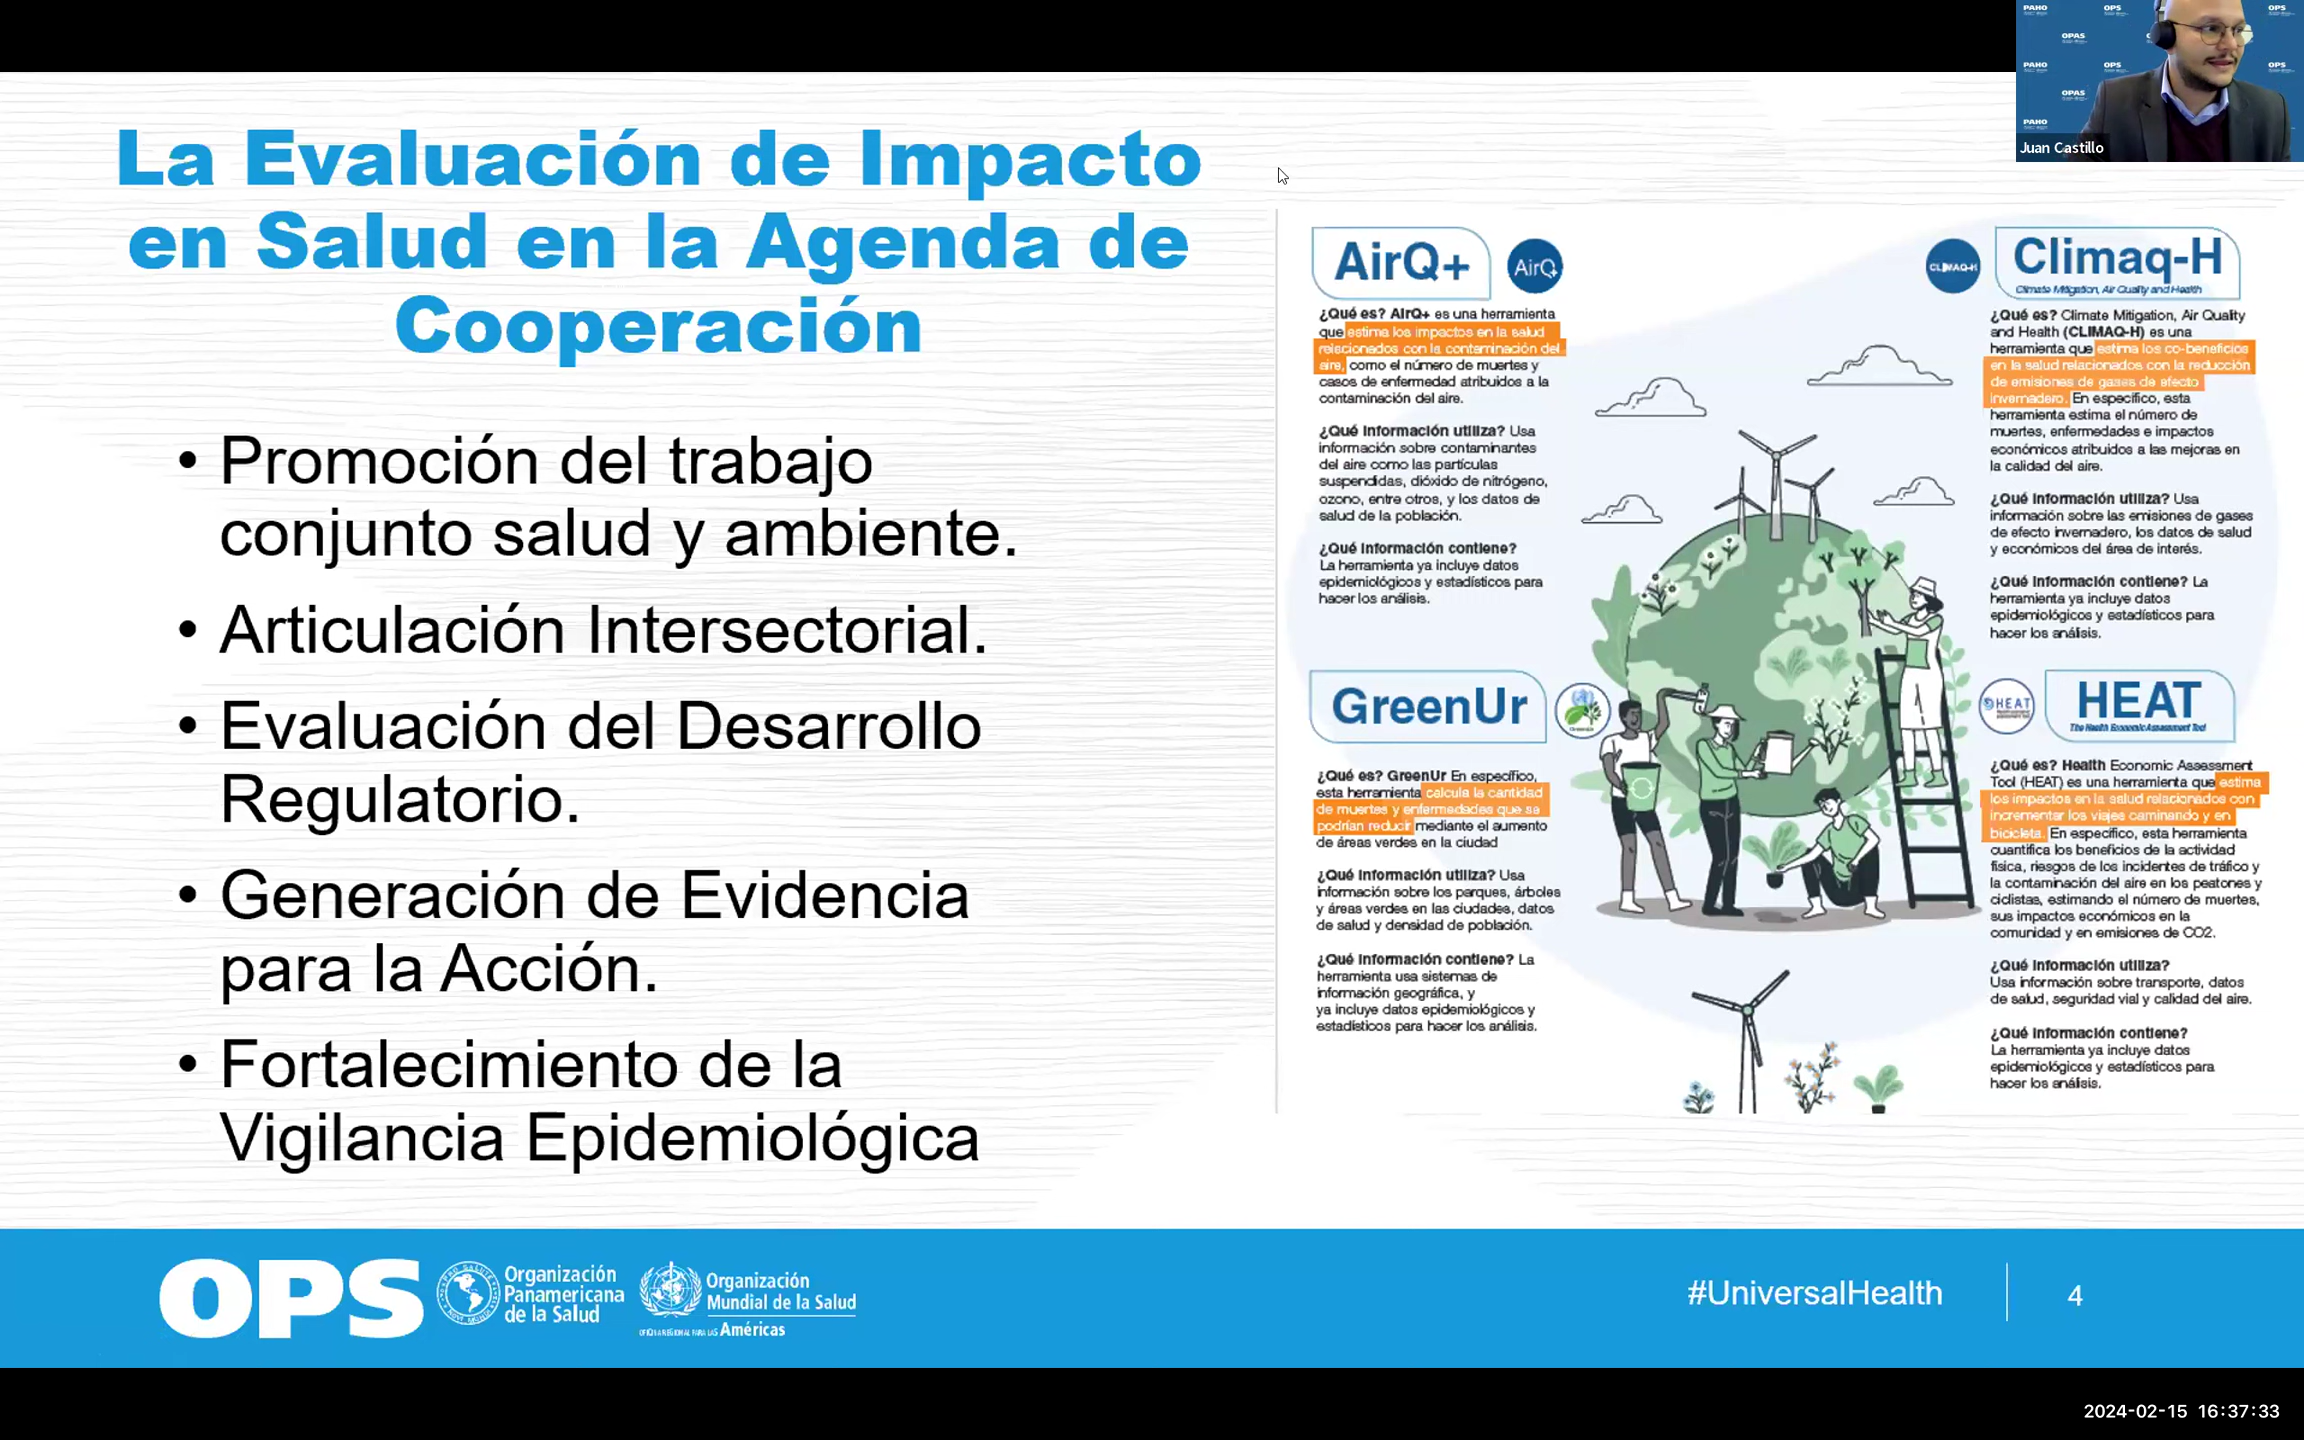 PAHO
OPS
OPS
OPAS
PAHO
OPS
OPS
OPAS
PAHO
Juan Castillo
La Evaluación de Impacto
en Salud en la Agenda de
Cooperación
• Promoción del trabajo
conjunto salud y ambiente.
• Articulación Intersectorial.
• Evaluación del Desarrollo
Regulatorio.
• Generación de Evidencia
para la Acción.
• Fortalecimiento de la
Vigilancia Epidemiológica
AirQ+
AirQ+
¿Qué es? AirQ+ es una herramienta
que estima los impactos en la salud
relacionados con la contaminación del
aire, como el número de muertes y
casos de enfermedad atribuidos a la
contaminación del aire.
¿Qué información utiliza? Usa
información sobre contaminantes
del aire como las partículas
suspendidas, dióxido de nitrógeno,
ozono, entre otros, y los datos de
salud de la población.
¿Qué información contiene?
La herramienta ya incluye datos
epidemiológicos y estadísticos para
hacer los análisis.
CLIMAQ-H
Climaq-H
Climate Mitigation, Air Quality and Health
¿Qué es? Climate Mitigation, Air Quality
and Health (CLIMAQ-H) es una
herramienta que estima los co-beneficios
en la salud relacionados con la reducción
de emisiones de gases de efecto
invernadero. En específico, esta
herramienta estima el número de
muertes, enfermedades e impactos
económicos atribuidos a las mejoras en
la calidad del aire.
¿Qué información utiliza? Usa
información sobre las emisiones de gases
de efecto invernadero, los datos de salud
y económicos del área de interés.
¿Qué información contiene? La
herramienta ya incluye datos
epidemiológicos y estadísticos para
hacer los análisis.
GreenUr
GreenUr
¿Qué es? GreenUr En específico,
esta herramienta calcula la cantidad
de muertes y enfermedades que se
podrían reducir mediante el aumento
de áreas verdes en la ciudad
¿Qué información utiliza? Usa
información sobre los parques, árboles
y áreas verdes en las ciudades, datos
de salud y densidad de población.
¿Qué información contiene? La
herramienta usa sistemas de
información geográfica, y
ya incluye datos epidemiológicos y
estadísticos para hacer los análisis.
HEAT
HEAT
The Health Economic Assessment Tool
¿Qué es? Health Economic Assessment
Tool (HEAT) es una herramienta que estima
los impactos en la salud relacionados con
incrementar los viajes caminando y en
bicicleta. En específico, esta herramienta
cuantifica los beneficios de la actividad
física, riesgos de los incidentes de tráfico y
la contaminación del aire en los peatones y
ciclistas, estimando el número de muertes,
sus impactos económicos en la
comunidad y en emisiones de CO2.
¿Qué información utiliza?
Usa información sobre transporte, datos
de salud, seguridad vial y calidad del aire.
¿Qué información contiene?
La herramienta ya incluye datos
epidemiológicos y estadísticos para
hacer los análisis.
OPS
Organización
Panamericana
de la Salud
Organización
Mundial de la Salud
OFICINA REGIONAL PARA LAS Américas
#UniversalHealth
4
2024-02-15 16:37:33